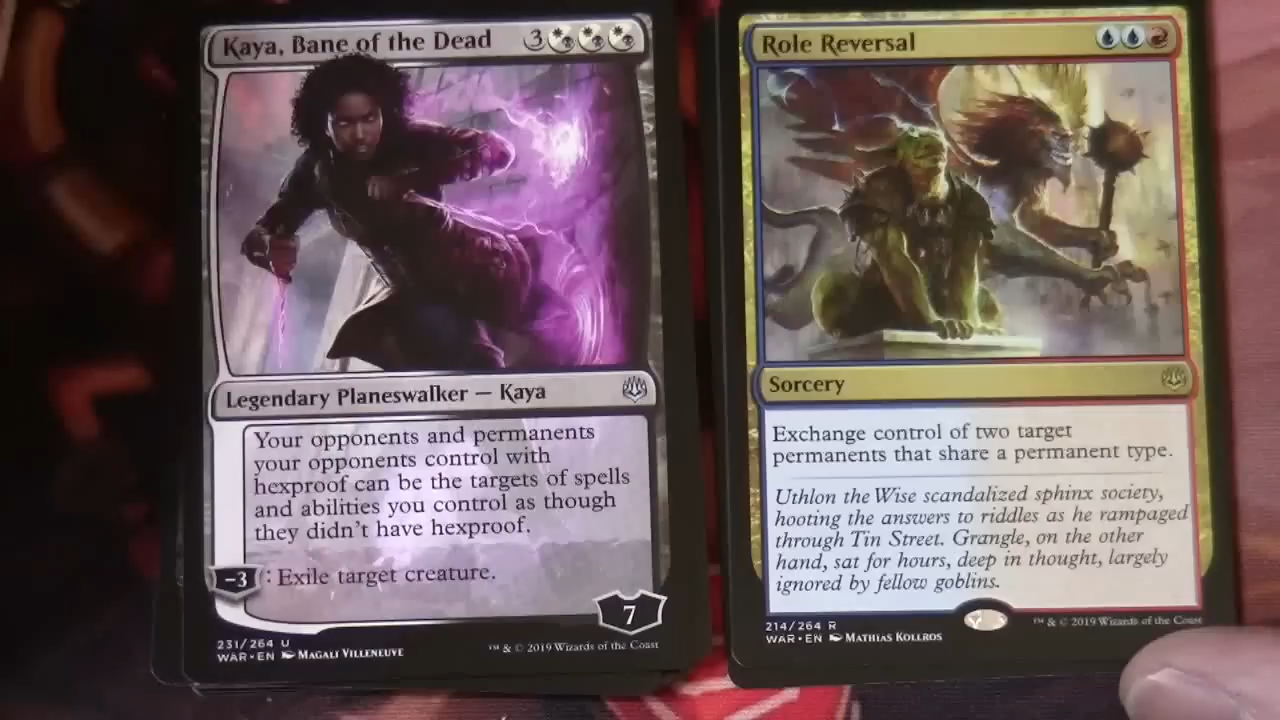 Kaya, Bane of the Dead 3
Legendary Planeswalker — Kaya
Your opponents and permanents
your opponents control with
hexproof can be the targets of spells
and abilities you control as though
they didn't have hexproof.
-3 : Exile target creature.
7
231/264 U
WAR • EN Magali Villeneuve
™ & © 2019 Wizards of the Coast
Role Reversal
Sorcery
Exchange control of two target
permanents that share a permanent type.
Uthlon the Wise scandalized sphinx society,
hooting the answers to riddles as he rampaged
through Tin Street. Grangle, on the other
hand, sat for hours, deep in thought, largely
ignored by fellow goblins.
214/264 R
WAR • EN Mathias Kollros
™ & © 2019 Wizards of the Coast